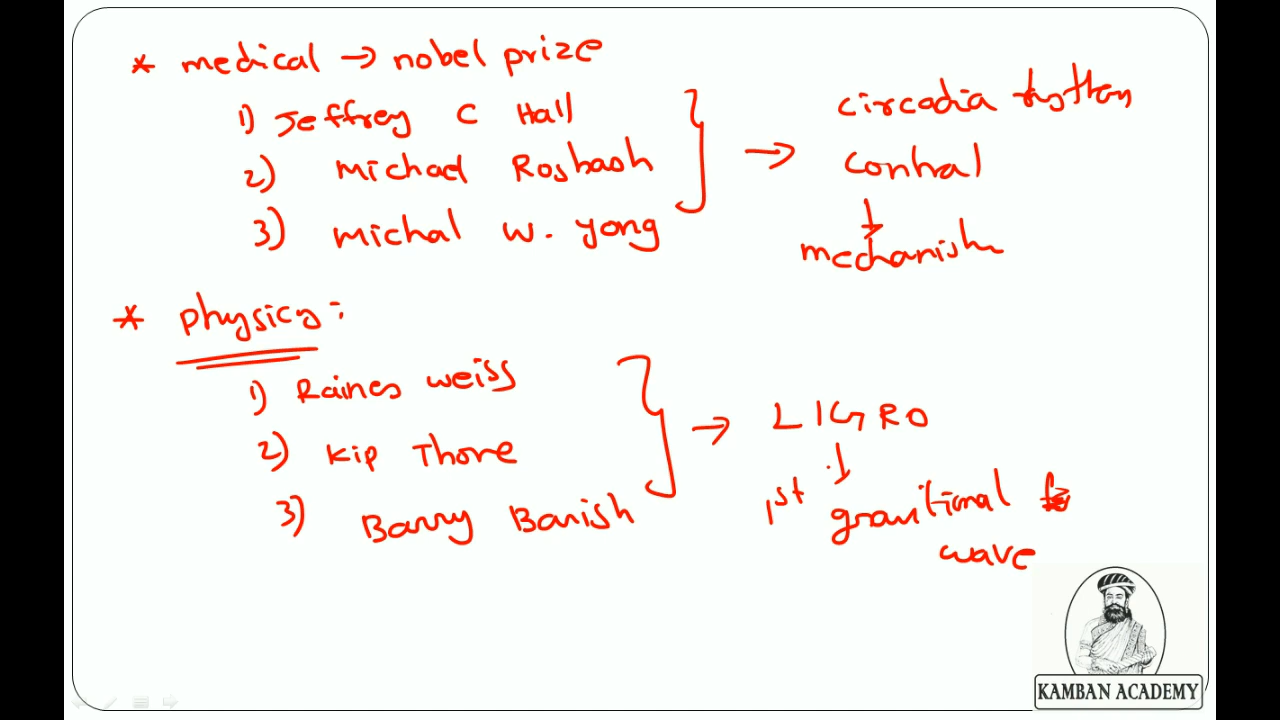 * medical → nobel prize
1) Jeffrey C Hall
2) Michael Rosbash
3) Michal W. Yong
circadia rhythm
control
mechanism
* Physics:
1) Raines weiss
2) Kip Thore
3) Barry Barish
LIGRO
1st gravitional
wave
KAMBAN ACADEMY